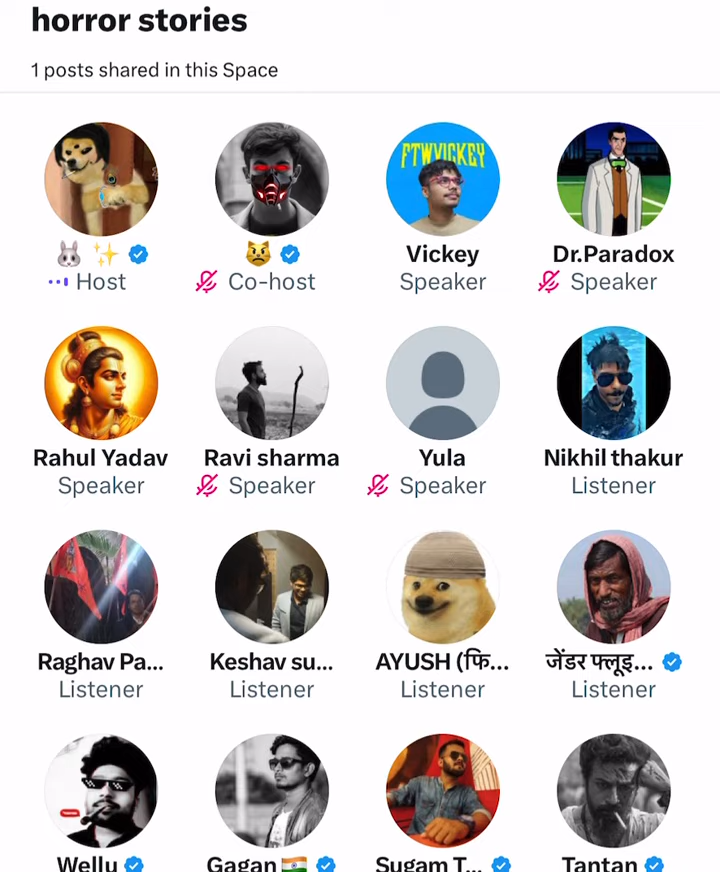 horror stories
1 posts shared in this Space
FTWVICKEY
🐰 ✨
😾
Vickey
Dr.Paradox
Host
Co-host
Speaker
Speaker
Rahul Yadav
Ravi sharma
Yula
Nikhil thakur
Speaker
Speaker
Speaker
Listener
Raghav Pa...
Keshav su...
AYUSH (फि...
जेंडर फ्लूइ...
Listener
Listener
Listener
Listener
Wellu
Gagan 🇮🇳
Sugam T...
Tantan